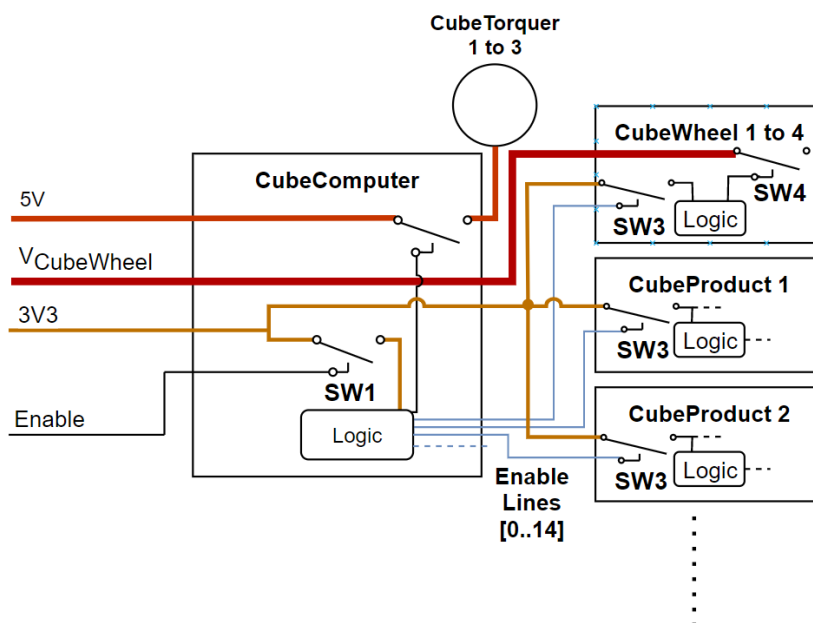 CubeTorquer
1 to 3
CubeComputer
5V
VCubeWheel
3V3
SW1
Enable
Logic
Enable
Lines
[0..14]
CubeWheel 1 to 4
SW3
Logic
SW4
CubeProduct 1
SW3
Logic
CubeProduct 2
SW3
Logic